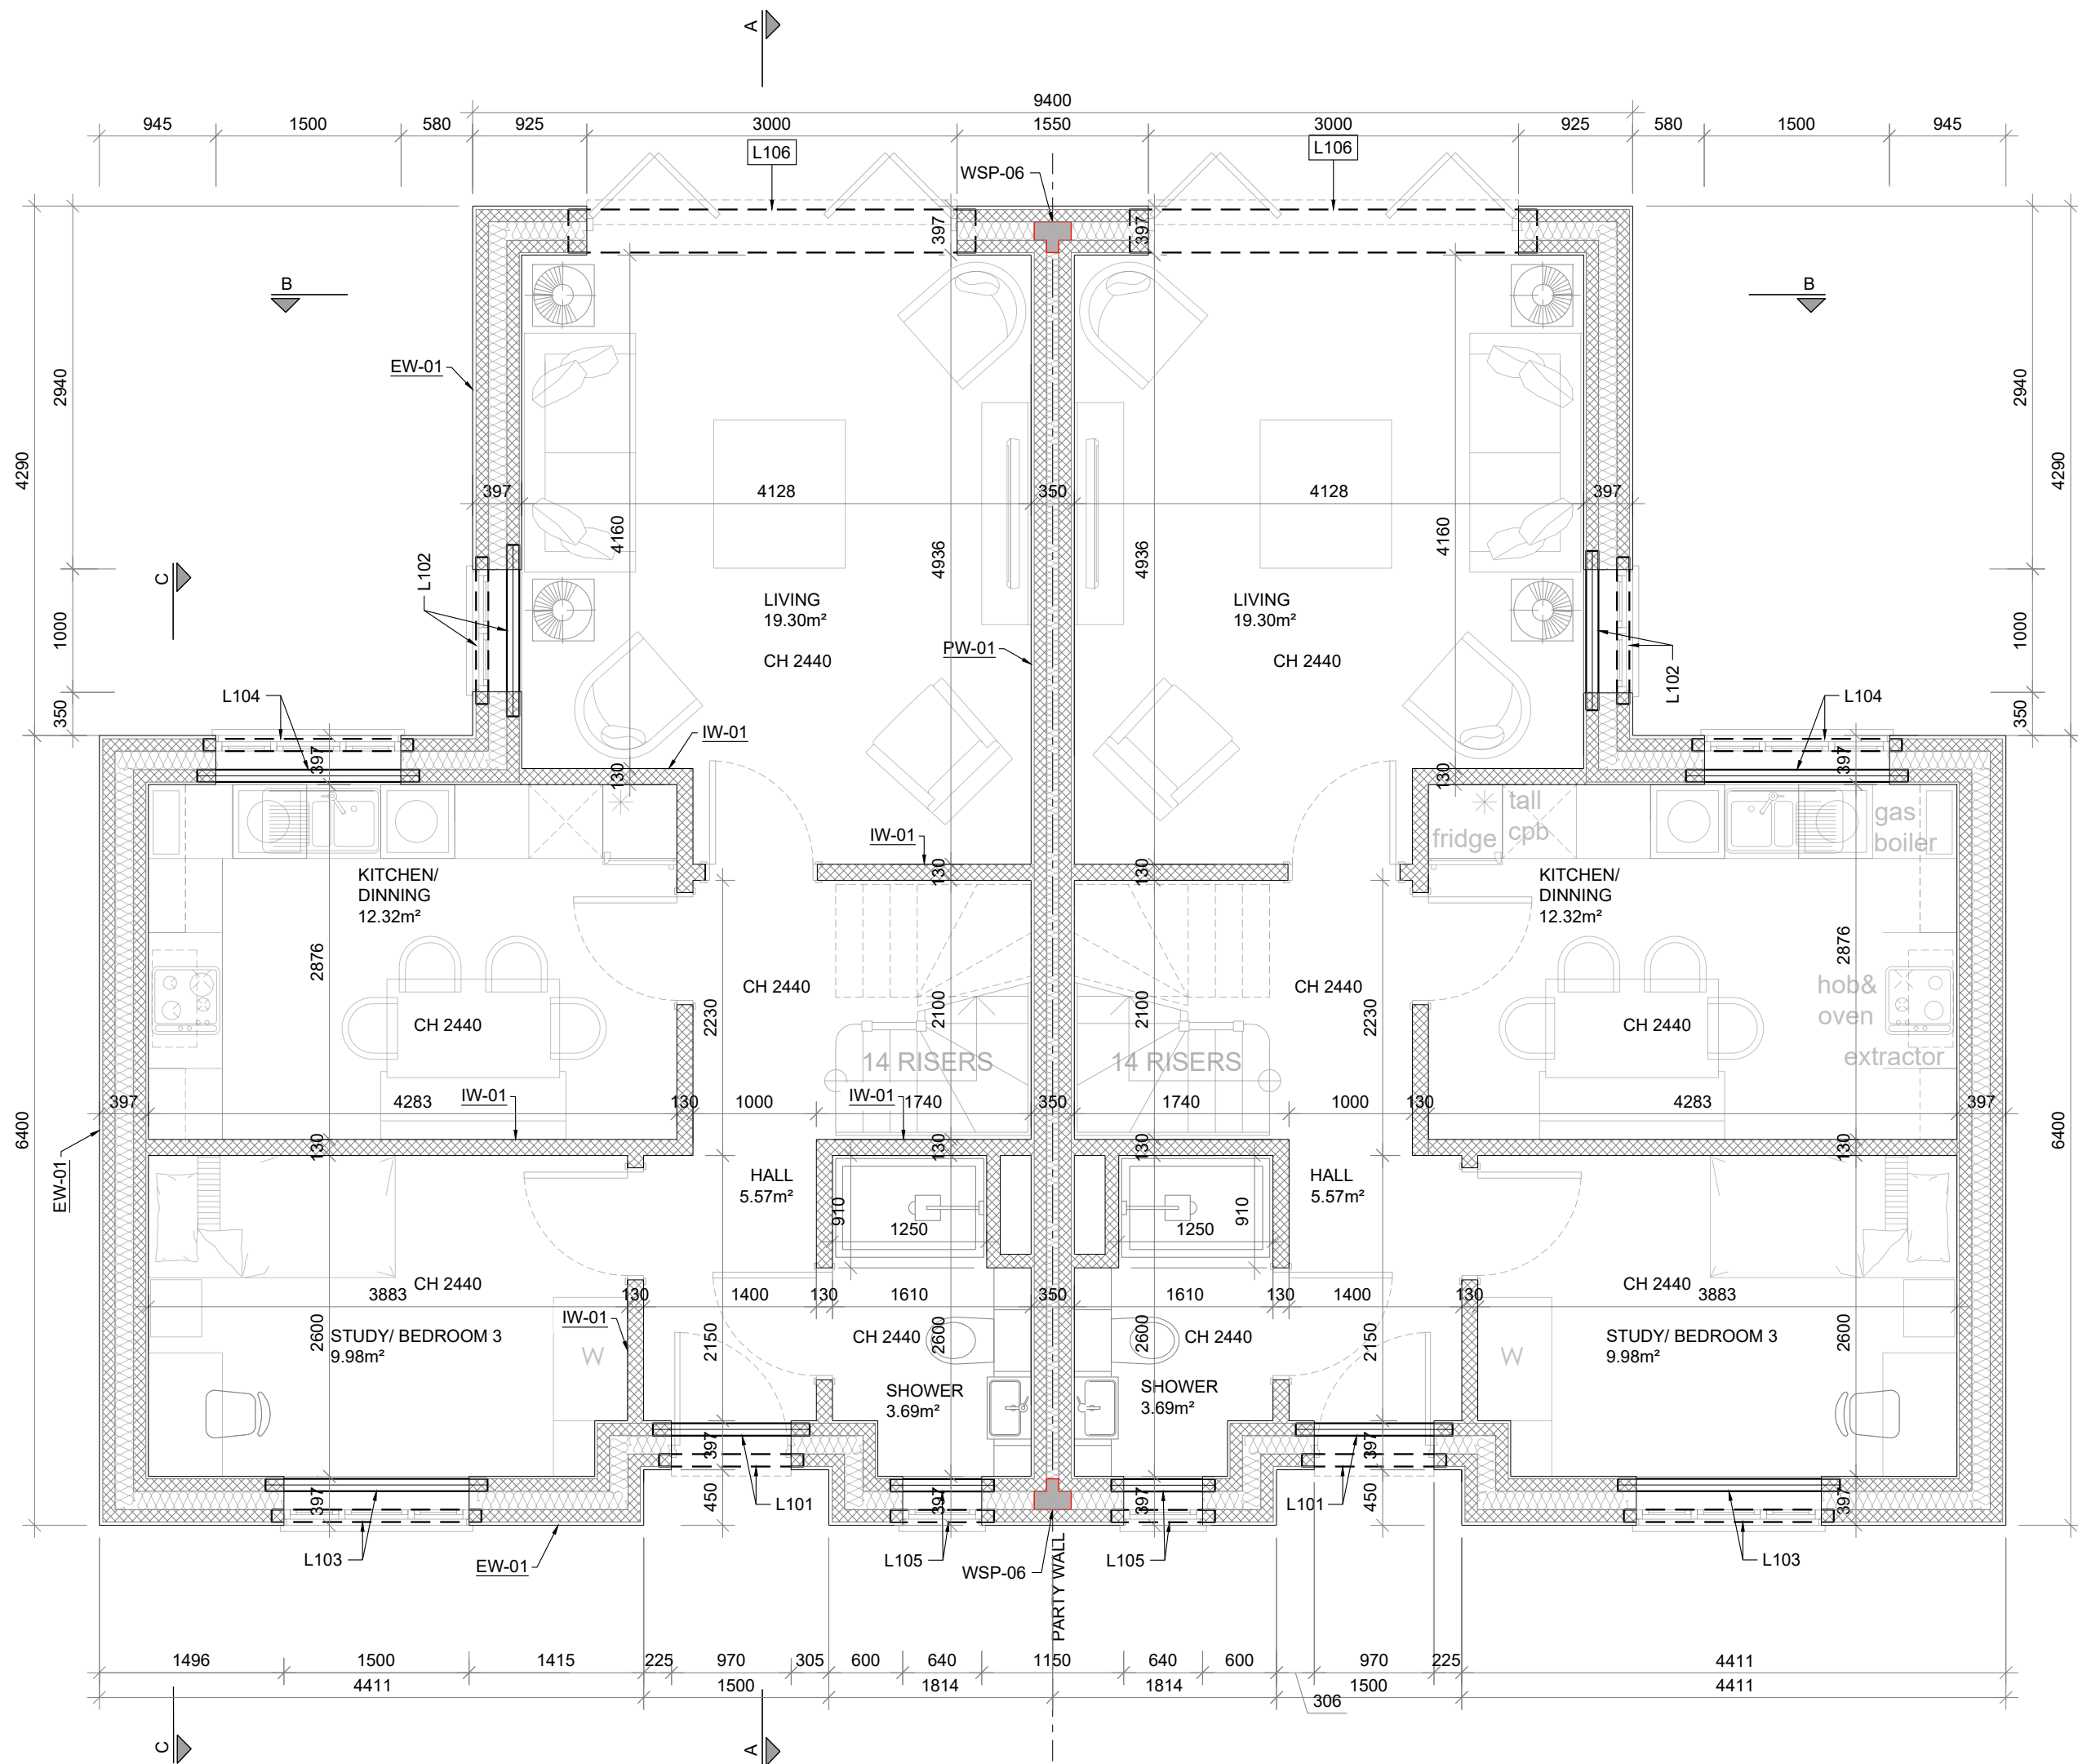 A
9400
945
1500
580
925
3000
1550
3000
925
580
1500
945
L106
L106
WSP-06
397
397
B
B
EW-01
2940
2940
4290
4290
397
4128
350
4128
397
4160
4936
4936
4160
L102
C
LIVING
19.30m²
CH 2440
LIVING
19.30m²
CH 2440
PW-01
1000
1000
L102
L104
L104
350
350
IW-01
397
130
130
397
IW-01
130
130
tall
cpb
fridge
gas
boiler
KITCHEN/
DINNING
12.32m²
KITCHEN/
DINNING
12.32m²
2876
2876
CH 2440
CH 2440
2230
2100
2100
2230
CH 2440
CH 2440
hob&
oven
extractor
14 RISERS
14 RISERS
6400
6400
397
4283
IW-01
130
1000
IW-01
1740
350
1740
1000
130
4283
397
130
130
130
130
EW-01
HALL
5.57m²
HALL
5.57m²
910
1250
1250
910
CH 2440
CH 2440
3883
130
1400
130
1610
350
1610
130
1400
130
3883
IW-01
2600
STUDY/ BEDROOM 3
9.98m²
W
2150
CH 2440
2600
2600
CH 2440
2150
W
STUDY/ BEDROOM 3
9.98m²
2600
SHOWER
3.69m²
SHOWER
3.69m²
397
397
397
397
397
397
450
450
L101
L101
L103
EW-01
L105
WSP-06
PARTY WALL
L105
L103
1496
1500
1415
225
970
305
600
640
1150
640
600
970
225
4411
4411
1500
1814
1814
306
1500
4411
C
A